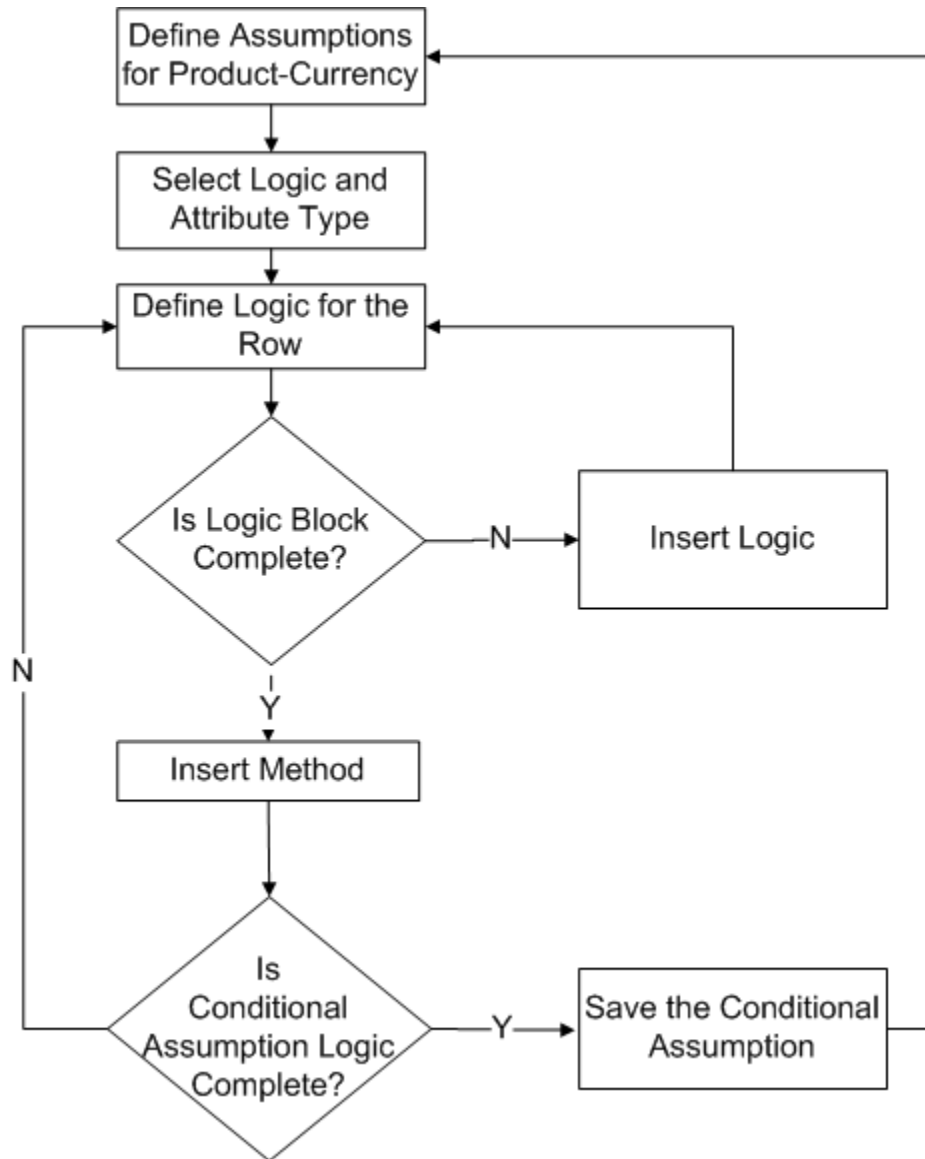 Define Assumptions
for Product-Currency
Select Logic and
Attribute Type
Define Logic for the
Row
Is Logic Block
Complete?
N
Insert Logic
N
Y
Insert Method
Is
Conditional
Assumption Logic
Complete?
Y
Save the Conditional
Assumption